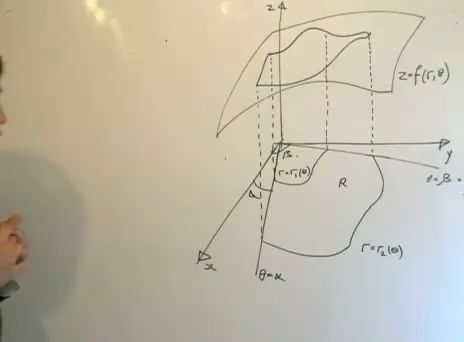 z
z=f(r,θ)
y
β
r=r₁(θ)
θ=β
α
R
r=r₂(θ)
x
θ=α